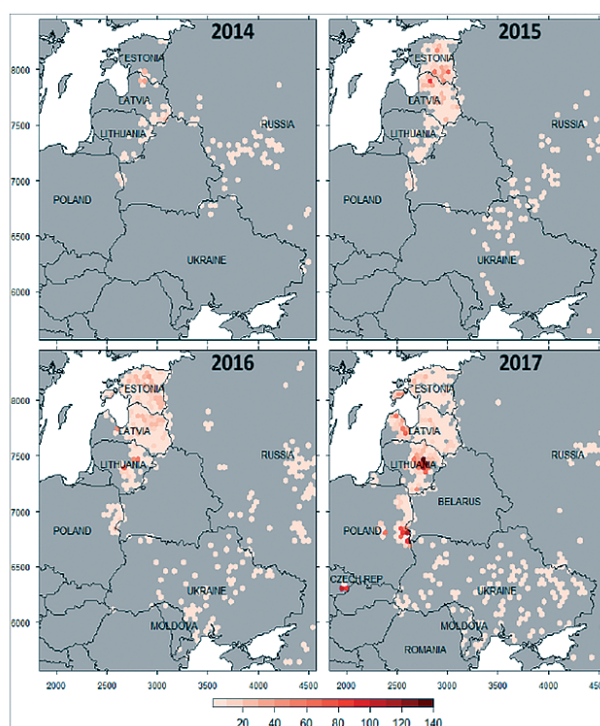 2014
2015
ESTONIA
ESTONIA
8000
LATVIA
LATVIA
LITHUANIA
LITHUANIA
7500
RUSSIA
RUSSIA
7000
POLAND
POLAND
6500
UKRAINE
UKRAINE
6000
2016
2017
ESTONIA
ESTONIA
8000
LATVIA
LATVIA
7500
LITHUANIA
RUSSIA
LITHUANIA
RUSSIA
BELARUS
7000
POLAND
POLAND
6500
CZECH REP.
UKRAINE
UKRAINE
6000
MOLDOVA
MOLDOVA
ROMANIA
2000 2500 3000 3500 4000 4500
2000 2500 3000 3500 4000 4500
20 40 60 80 100 120 140